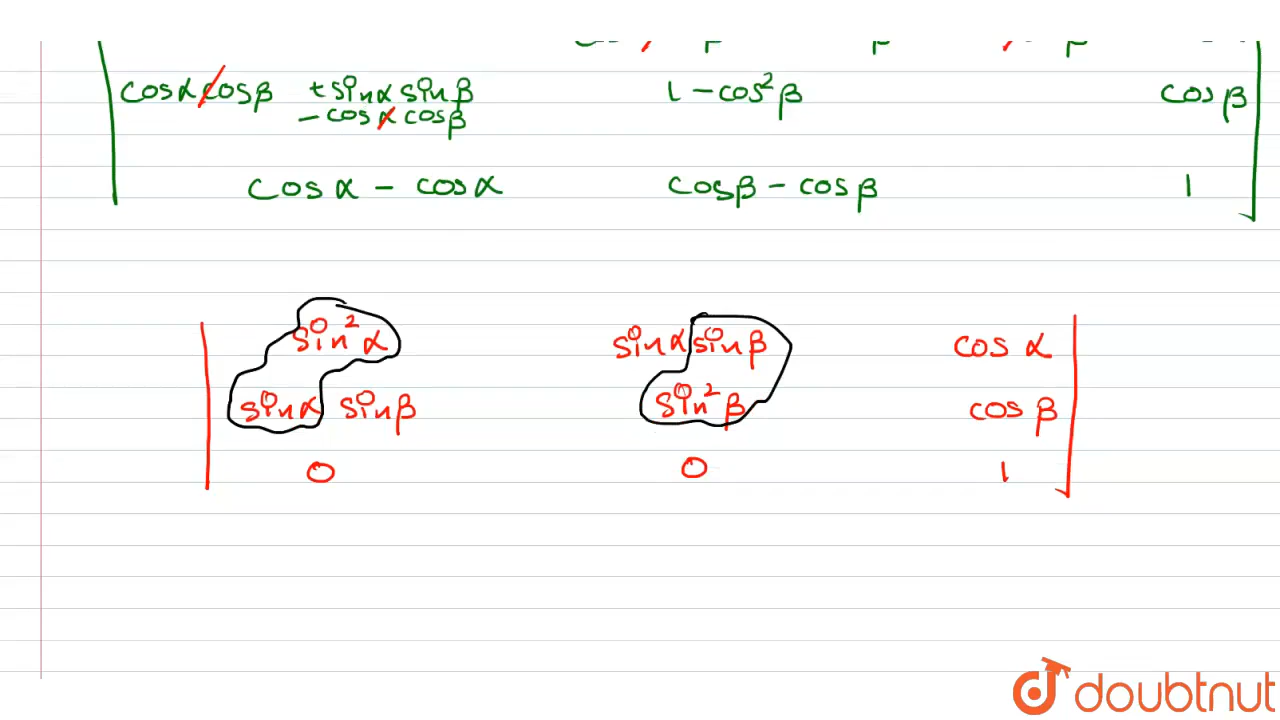 cosα cosβ + sinα sinβ 1 - cos²β cosβ
- cosα cosβ
cosα - cosα cosβ - cosβ 1
sin²α sinα sinβ cosα
sinα sinβ sin²β cosβ
0 0 1
doubtnut